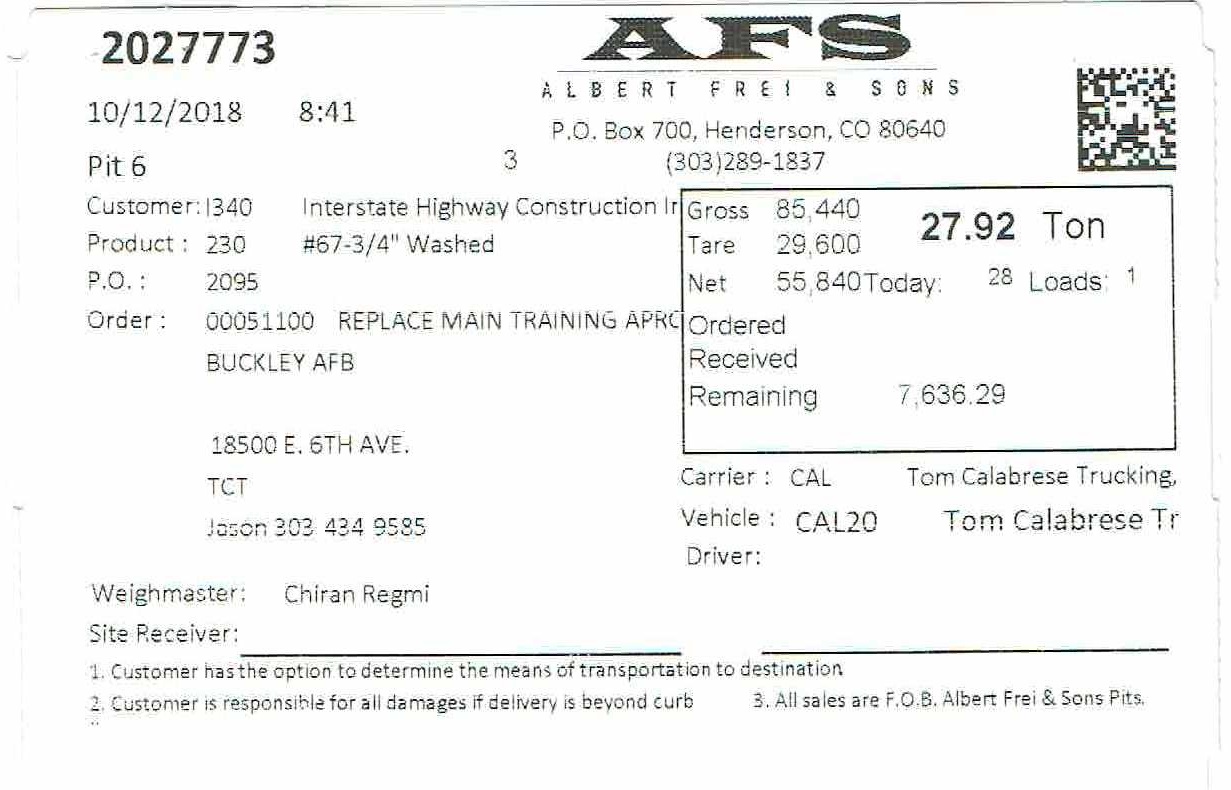 2027773
AFS
ALBERT FREI & SONS
10/12/2018 8:41
P.O. Box 700, Henderson, CO 80640
Pit 6 3 (303)289-1837
Customer: I340 Interstate Highway Construction Ir
Product : 230 #67-3/4" Washed
P.O. : 2095
Order : 00051100 REPLACE MAIN TRAINING APRO
BUCKLEY AFB
18500 E. 6TH AVE.
TCT
Jason 303 434 9585
Gross 85,440 27.92 Ton
Tare 29,600
Net 55,840 Today: 28 Loads: 1
Ordered
Received
Remaining 7,636.29
Carrier : CAL Tom Calabrese Trucking,
Vehicle : CAL20 Tom Calabrese Tr
Driver:
Weighmaster: Chiran Regmi
Site Receiver:
1. Customer has the option to determine the means of transportation to destination
2. Customer is responsible for all damages if delivery is beyond curb 3. All sales are F.O.B. Albert Frei & Sons Pits.